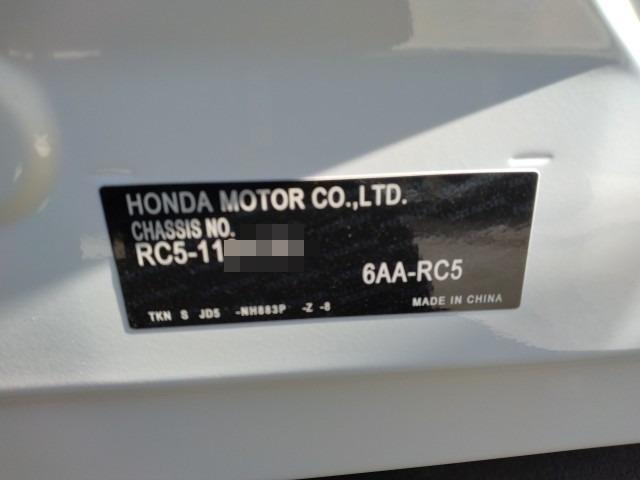 HONDA MOTOR CO.,LTD.
CHASSIS NO.
RC5-11
6AA-RC5
MADE IN CHINA
TKN S JD5 -NH883P -Z -8